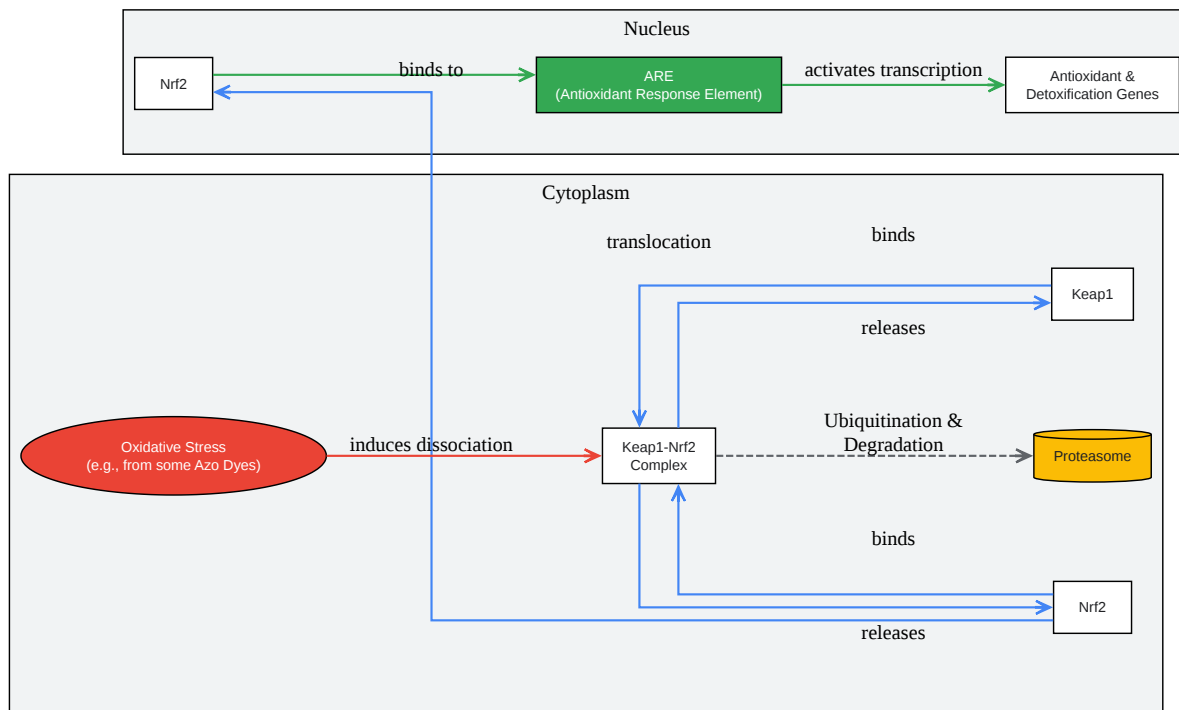 Nucleus
Nrf2
binds to
ARE
(Antioxidant Response Element)
activates transcription
Antioxidant &
Detoxification Genes
Cytoplasm
translocation
binds
Keap1
releases
Oxidative Stress
(e.g., from some Azo Dyes)
induces dissociation
Keap1-Nrf2
Complex
Ubiquitination &
Degradation
Proteasome
binds
Nrf2
releases